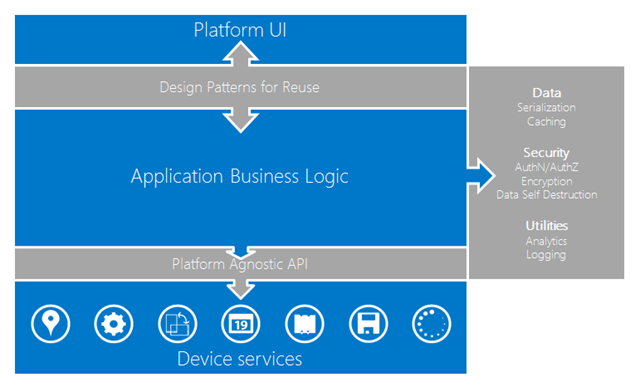 Platform UI
Design Patterns for Reuse
Application Business Logic
Platform Agnostic API
19
Device services
Data
Serialization
Caching
Security
AuthN/AuthZ
Encryption
Data Self Destruction
Utilities
Analytics
Logging